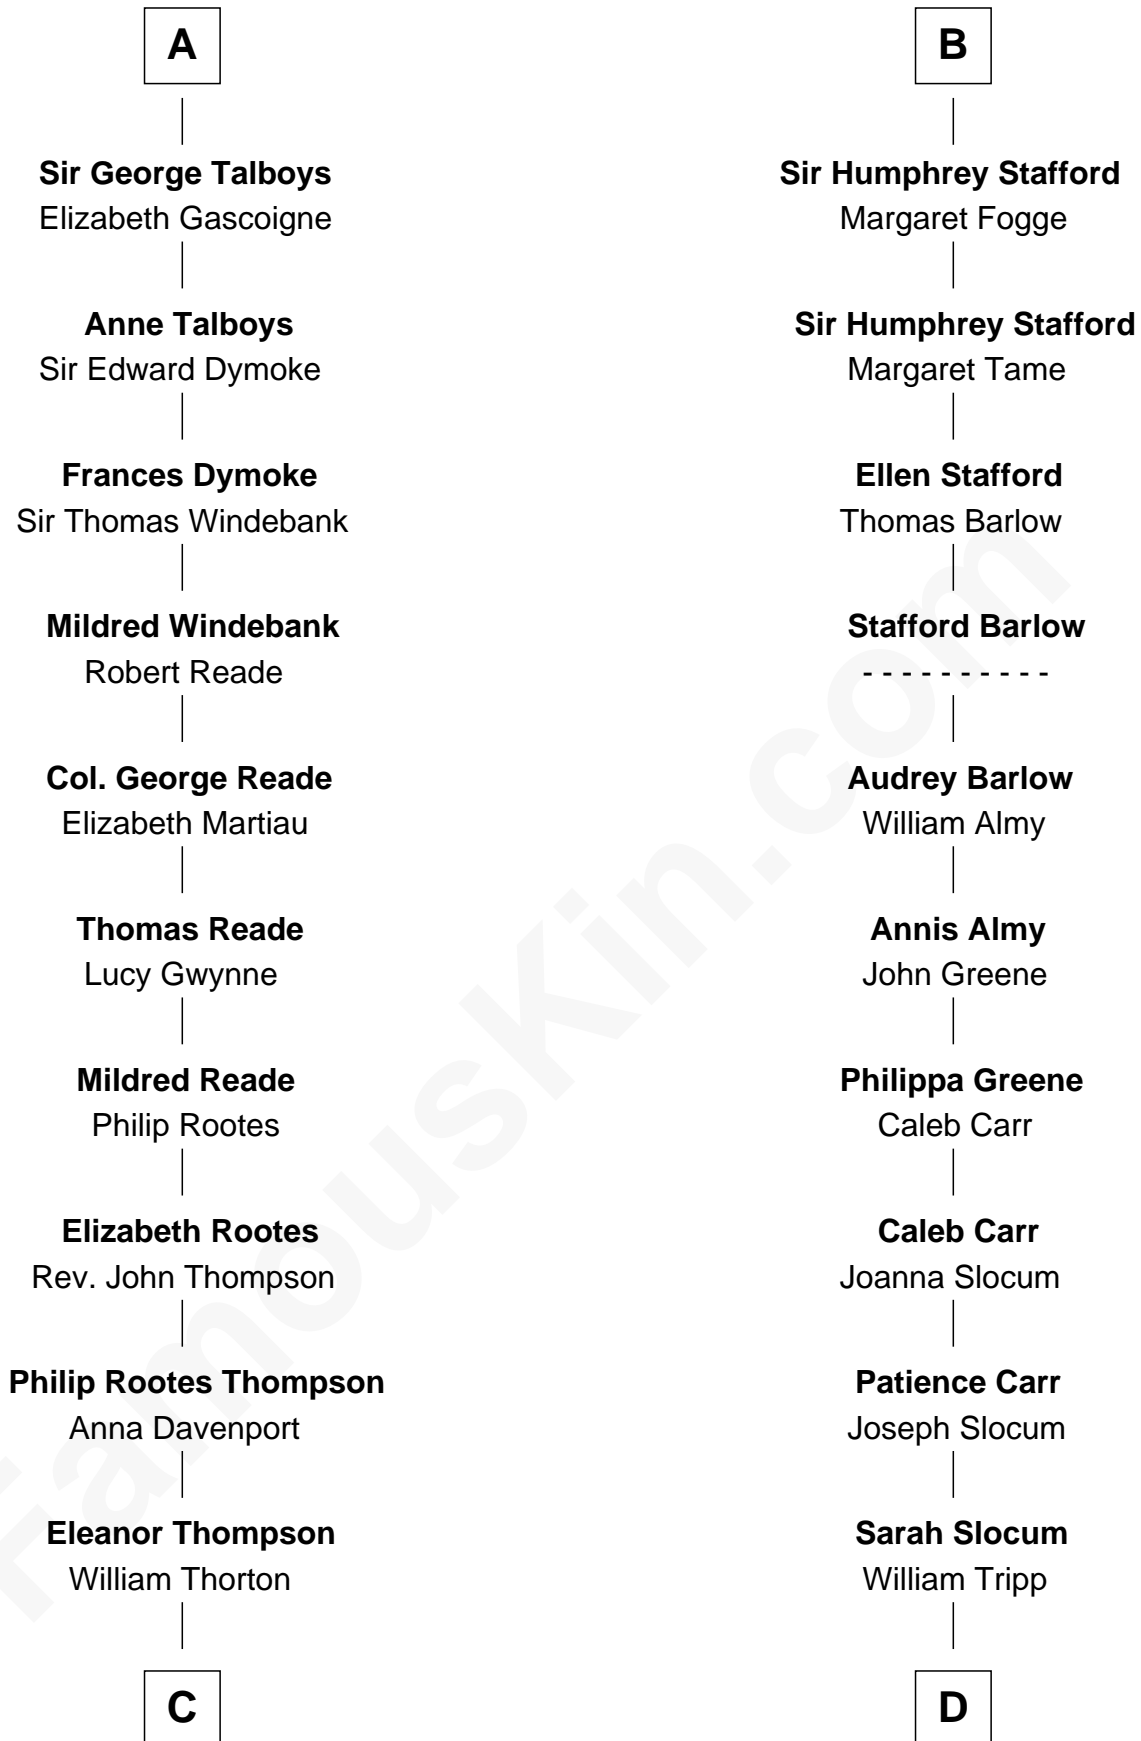 A
Sir George Talboys
Elizabeth Gascoigne
Anne Talboys
Sir Edward Dymoke
Frances Dymoke
Sir Thomas Windebank
Mildred Windebank
Robert Reade
Col. George Reade
Elizabeth Martiau
Thomas Reade
Lucy Gwynne
Mildred Reade
Philip Rootes
Elizabeth Rootes
Rev. John Thompson
Philip Rootes Thompson
Anna Davenport
Eleanor Thompson
William Thorton
C
B
Sir Humphrey Stafford
Margaret Fogge
Sir Humphrey Stafford
Margaret Tame
Ellen Stafford
Thomas Barlow
Stafford Barlow
- - - - - - - - - -
Audrey Barlow
William Almy
Annis Almy
John Greene
Philippa Greene
Caleb Carr
Caleb Carr
Joanna Slocum
Patience Carr
Joseph Slocum
Sarah Slocum
William Tripp
D
FamousKin.com